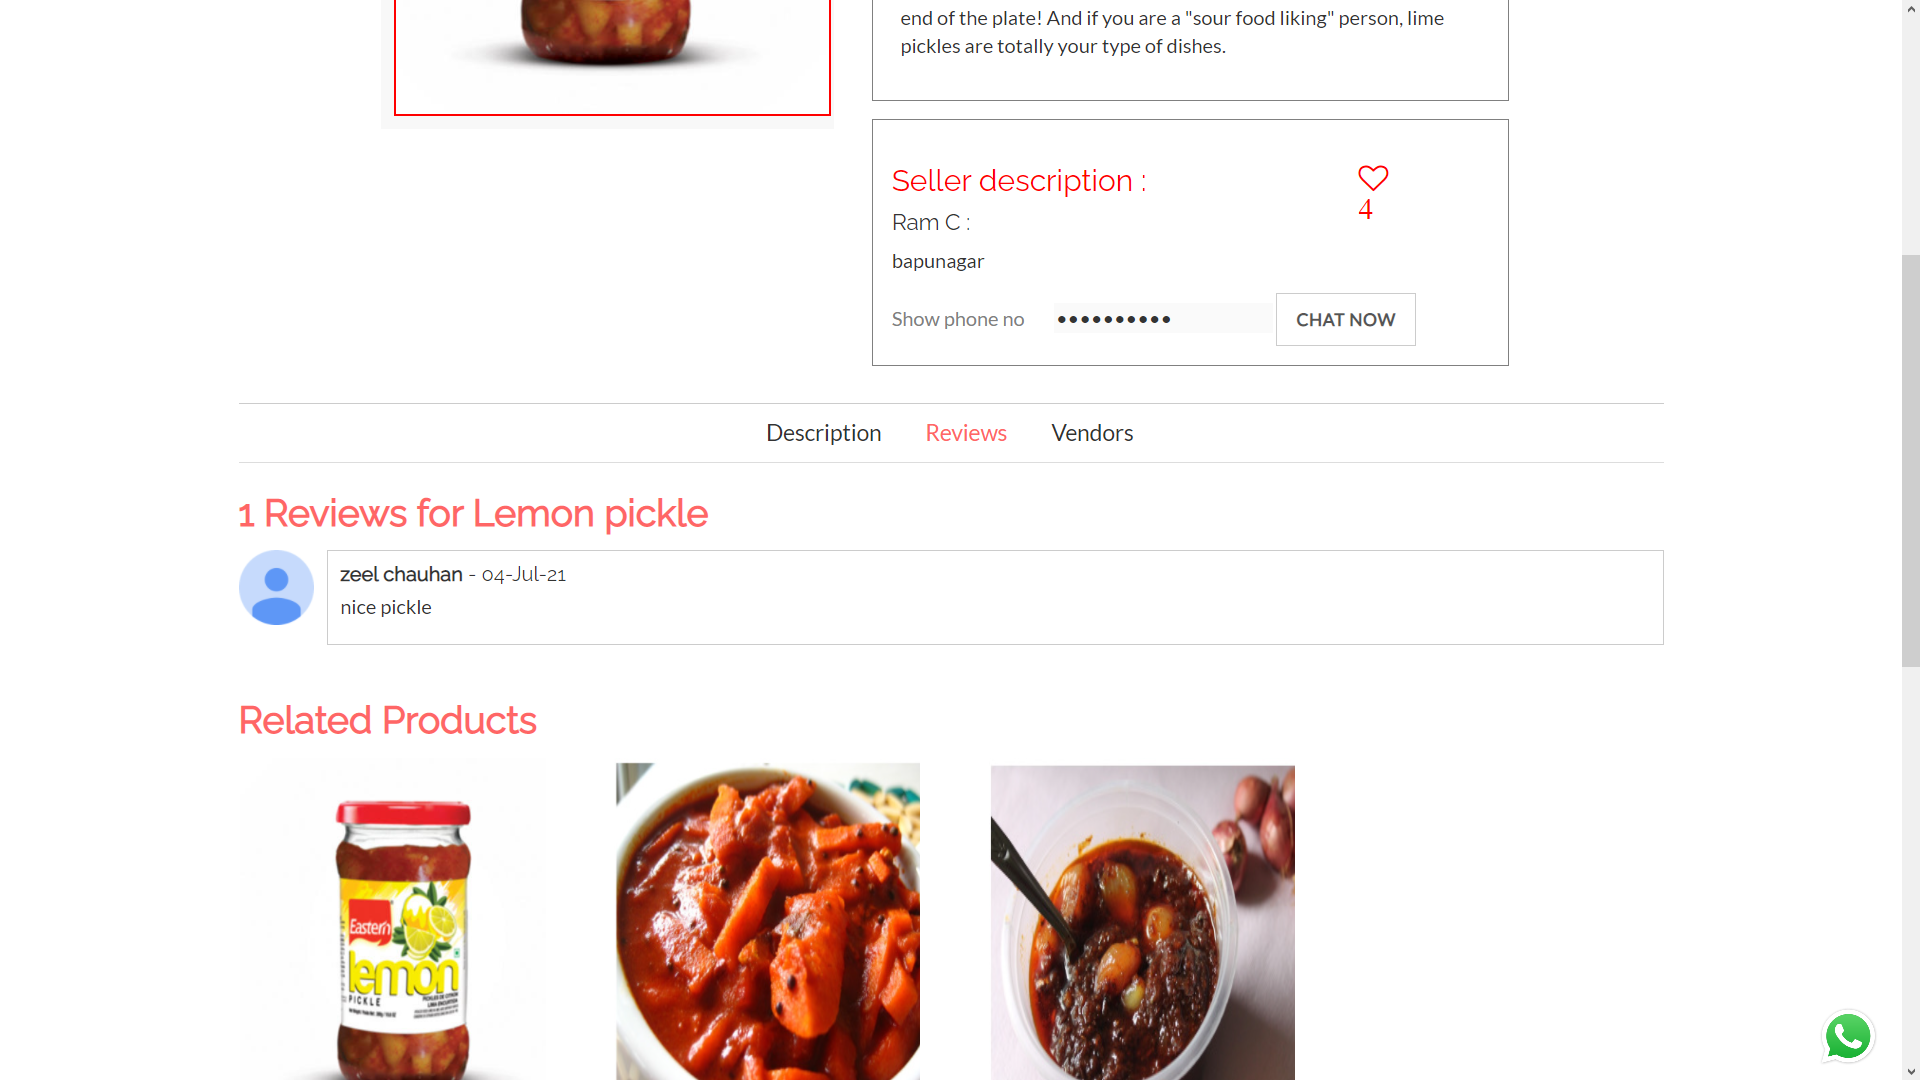 end of the plate! And if you are a "sour food liking" person, lime
pickles are totally your type of dishes.
Seller description :
4
Ram C :
bapunagar
Show phone no •••••••••• CHAT NOW
Description Reviews Vendors
1 Reviews for Lemon pickle
zeel chauhan - 04-Jul-21
nice pickle
Related Products
Eastern
lemon
PICKLE